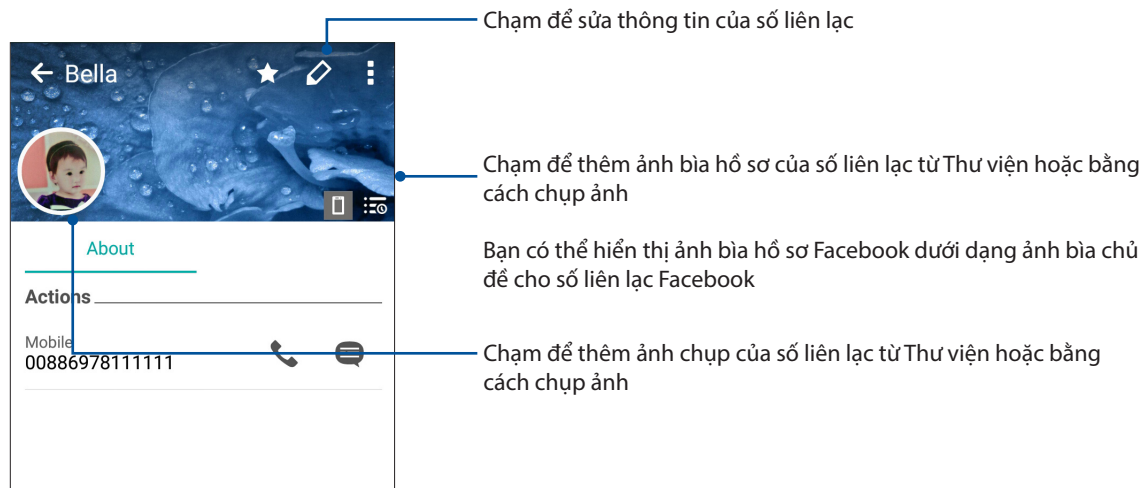 Chạm để sửa thông tin của số liên lạc
Bella
Chạm để thêm ảnh bìa hồ sơ của số liên lạc từ Thư viện hoặc bằng
cách chụp ảnh
Bạn có thể hiển thị ảnh bìa hồ sơ Facebook dưới dạng ảnh bìa chủ
đề cho số liên lạc Facebook
About
Actions
Mobile
00886978111111
Chạm để thêm ảnh chụp của số liên lạc từ Thư viện hoặc bằng
cách chụp ảnh